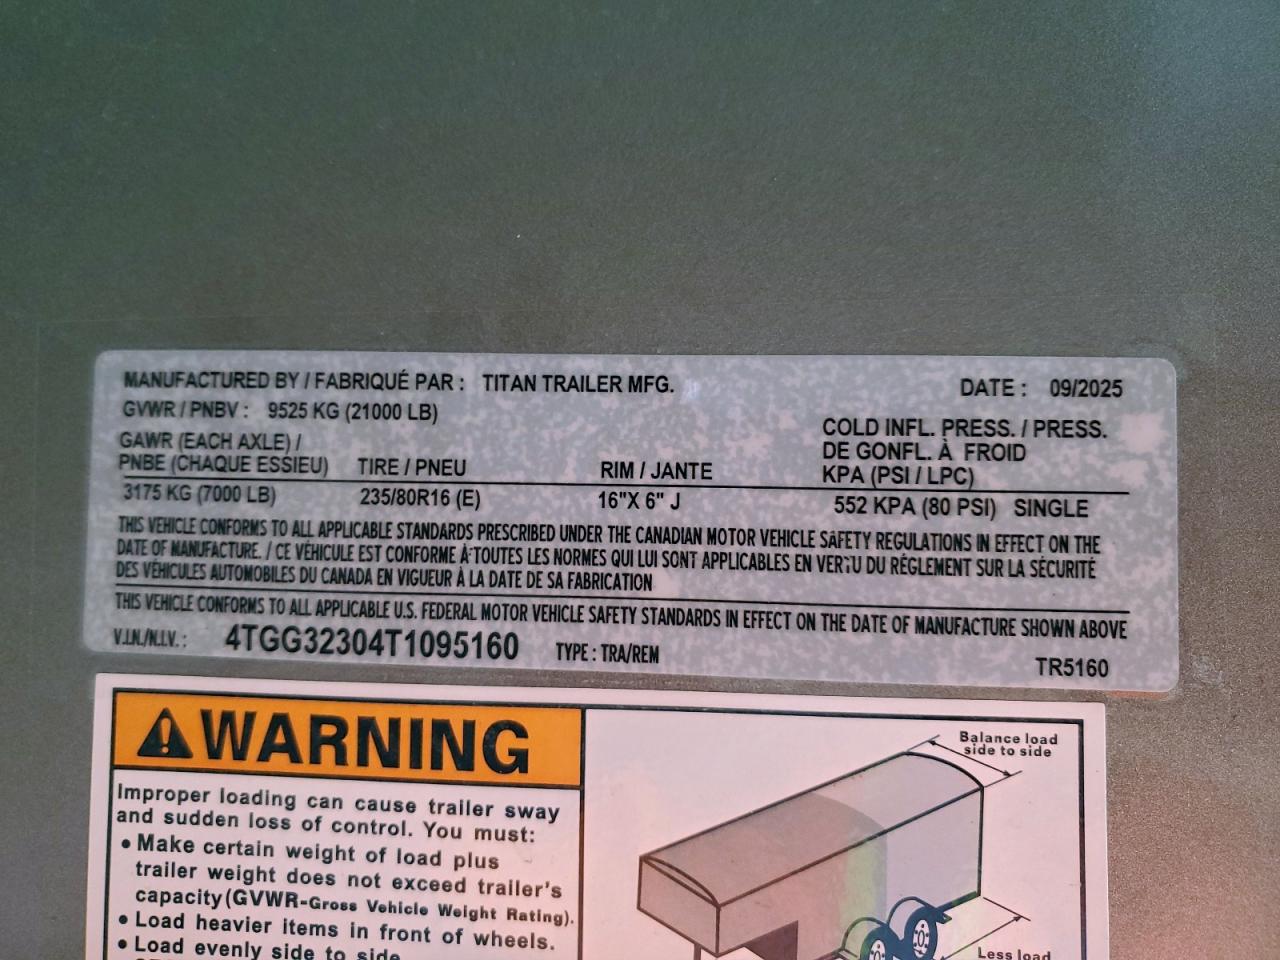 MANUFACTURED BY / FABRIQUÉ PAR : TITAN TRAILER MFG. DATE : 09/2025
GVWR / PNBV : 9525 KG (21000 LB)
GAWR (EACH AXLE) /
PNBE (CHAQUE ESSIEU) TIRE / PNEU RIM / JANTE
COLD INFL. PRESS. / PRESS.
DE GONFL. À FROID
KPA (PSI / LPC)
3175 KG (7000 LB) 235/80R16 (E) 16"X 6" J 552 KPA (80 PSI) SINGLE
THIS VEHICLE CONFORMS TO ALL APPLICABLE STANDARDS PRESCRIBED UNDER THE CANADIAN MOTOR VEHICLE SAFETY REGULATIONS IN EFFECT ON THE
DATE OF MANUFACTURE. / CE VÉHICULE EST CONFORME À TOUTES LES NORMES QUI LUI SONT APPLICABLES EN VERTU DU RÉGLEMENT SUR LA SÉCURITÉ
DES VÉHICULES AUTOMOBILES DU CANADA EN VIGUEUR À LA DATE DE SA FABRICATION
THIS VEHICLE CONFORMS TO ALL APPLICABLE U.S. FEDERAL MOTOR VEHICLE SAFETY STANDARDS IN EFFECT ON THE DATE OF MANUFACTURE SHOWN ABOVE
V.I.N./N.I.V. : 4TGG32304T1095160 TYPE : TRA/REM TR5160
WARNING
Improper loading can cause trailer sway
and sudden loss of control. You must:
• Make certain weight of load plus
trailer weight does not exceed trailer's
capacity(GVWR-Gross Vehicle Weight Rating).
• Load heavier items in front of wheels.
• Load evenly side to side.
Balance load
side to side
Less load